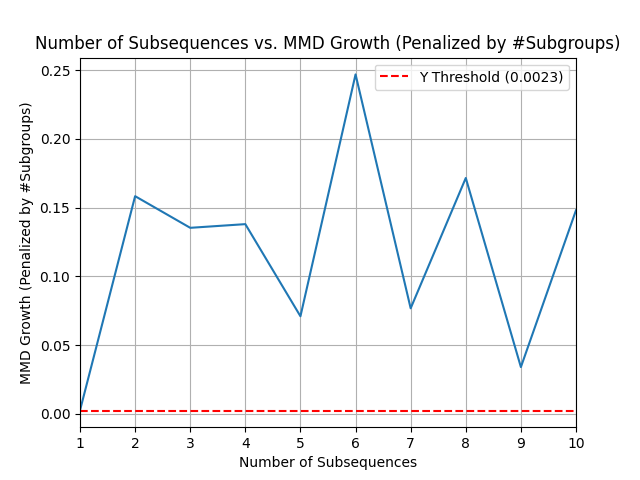 Number of Subsequences vs. MMD Growth (Penalized by #Subgroups)
MMD Growth (Penalized by #Subgroups)
0.25
0.20
0.15
0.10
0.05
0.00
Y Threshold (0.0023)
1 2 3 4 5 6 7 8 9 10
Number of Subsequences